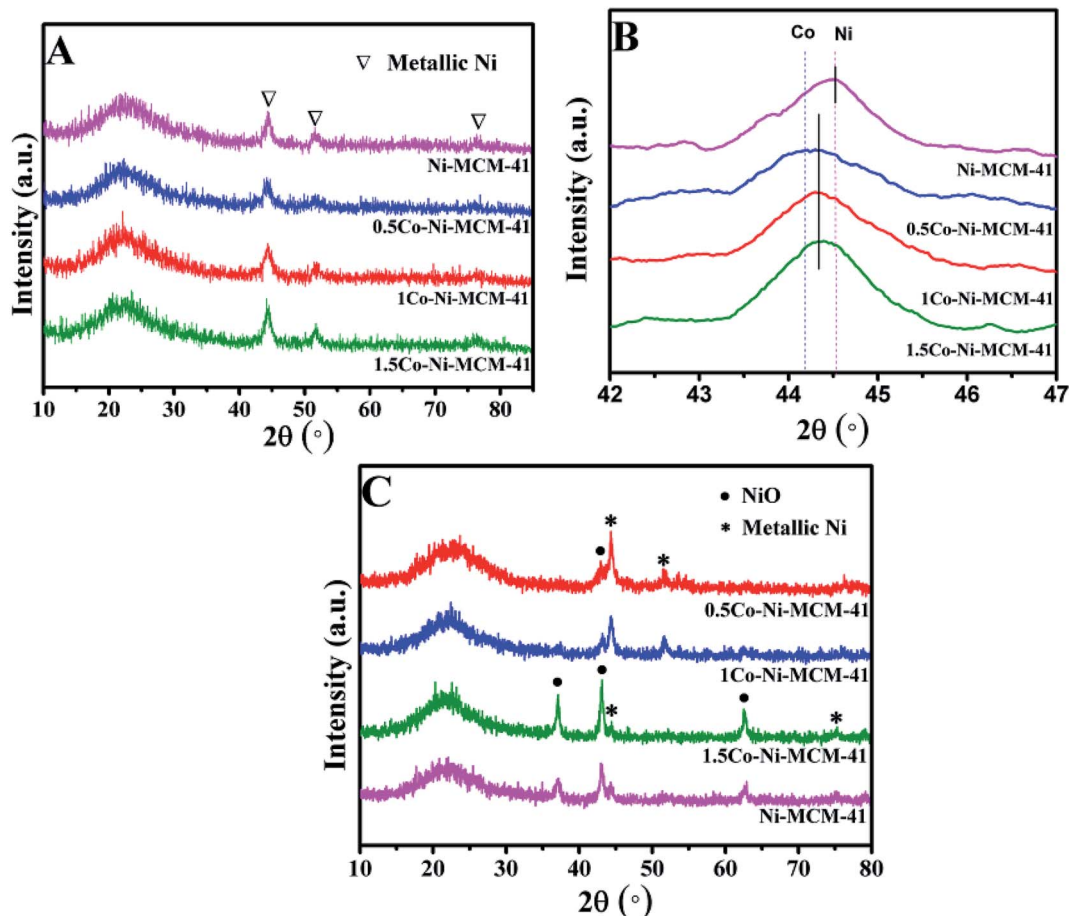 A
▽ Metallic Ni
▽ ▽ ▽
Ni-MCM-41
0.5Co-Ni-MCM-41
1Co-Ni-MCM-41
1.5Co-Ni-MCM-41
Intensity (a.u.)
10 20 30 40 50 60 70 80
2θ (°)
B
Co Ni
Ni-MCM-41
0.5Co-Ni-MCM-41
1Co-Ni-MCM-41
1.5Co-Ni-MCM-41
Intensity (a.u.)
42 43 44 45 46 47
2θ (°)
C
● NiO
* Metallic Ni
● * *
0.5Co-Ni-MCM-41
1Co-Ni-MCM-41
● ● * ● *
1.5Co-Ni-MCM-41
Ni-MCM-41
Intensity (a.u.)
10 20 30 40 50 60 70 80
2θ (°)